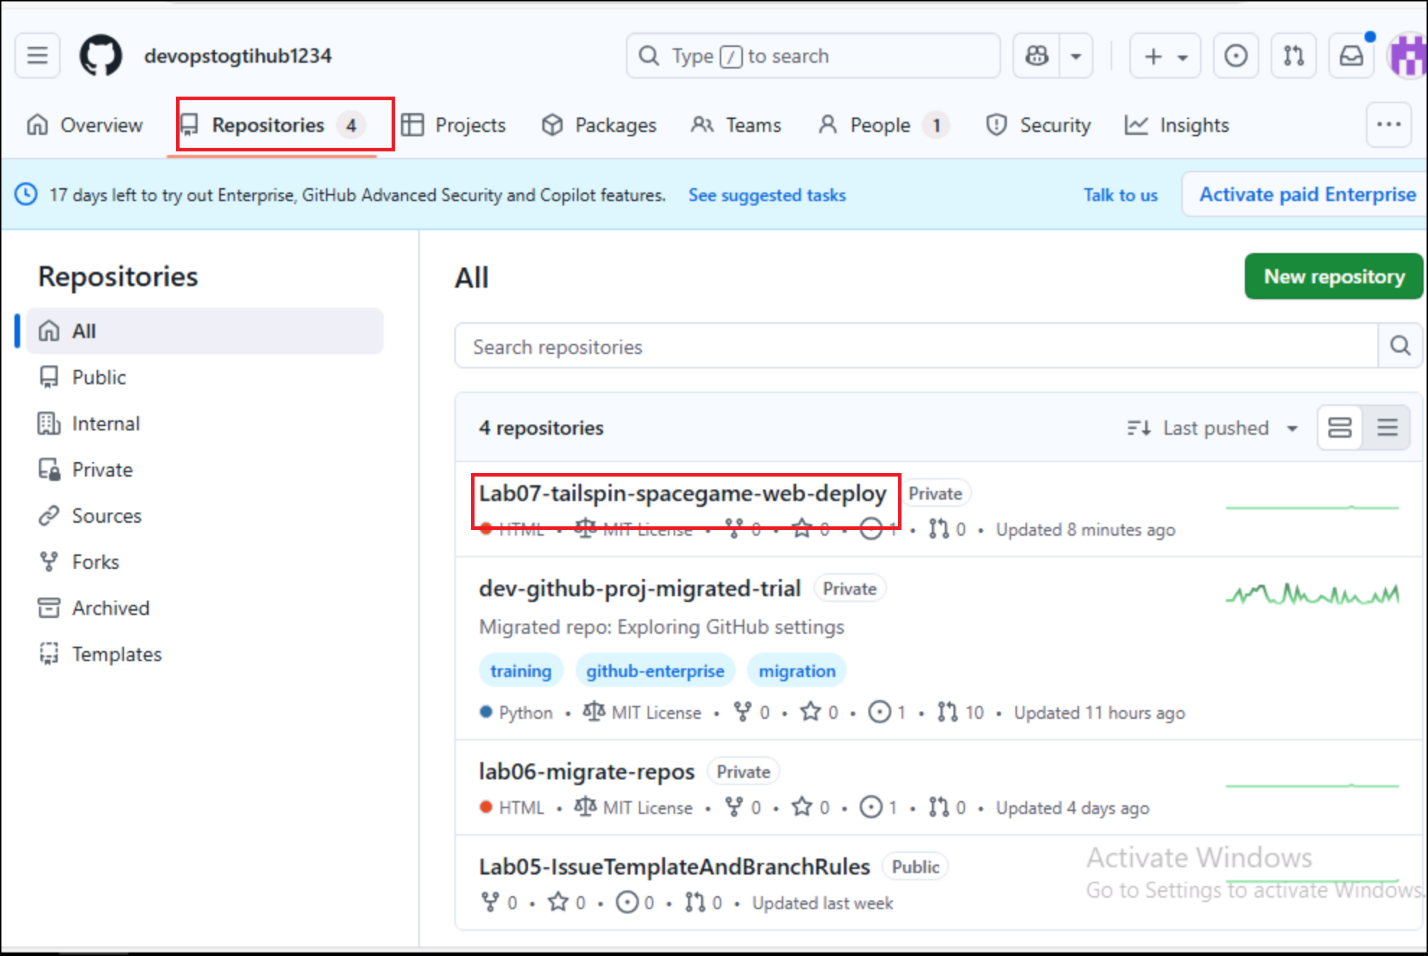 devopstogtihub1234
Type / to search
Overview
Repositories 4
Projects
Packages
Teams
People 1
Security
Insights
17 days left to try out Enterprise, GitHub Advanced Security and Copilot features.
See suggested tasks
Talk to us
Activate paid Enterprise
Repositories
All
Public
Internal
Private
Sources
Forks
Archived
Templates
All
New repository
Search repositories
4 repositories
Last pushed
Lab07-tailspin-spacegame-web-deploy Private
HTML • MIT License • 0 • 0 • 1 • 0 • Updated 8 minutes ago
dev-github-proj-migrated-trial Private
Migrated repo: Exploring GitHub settings
training github-enterprise migration
Python • MIT License • 0 • 0 • 1 • 10 • Updated 11 hours ago
lab06-migrate-repos Private
HTML • MIT License • 0 • 0 • 1 • 0 • Updated 4 days ago
Lab05-IssueTemplateAndBranchRules Public
0 • 0 • 0 • 0 • Updated last week
Activate Windows
Go to Settings to activate Windows.